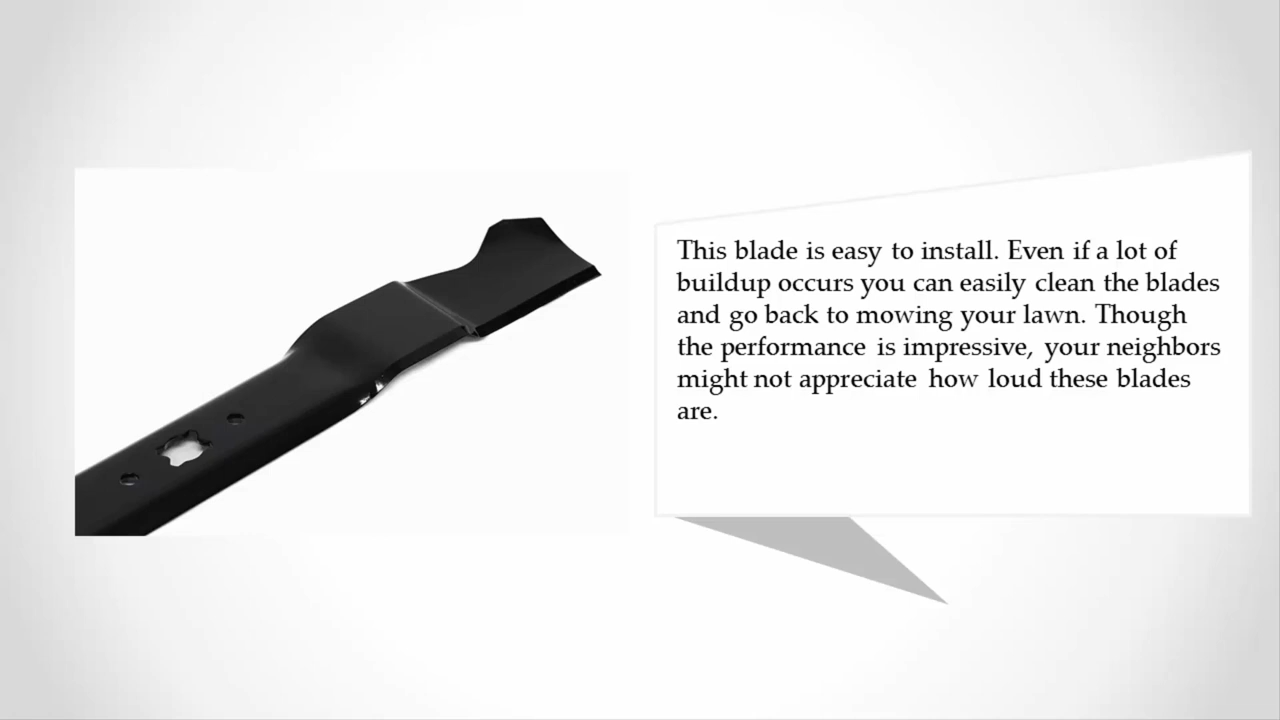 This blade is easy to install. Even if a lot of
buildup occurs you can easily clean the blades
and go back to mowing your lawn. Though
the performance is impressive, your neighbors
might not appreciate how loud these blades
are.